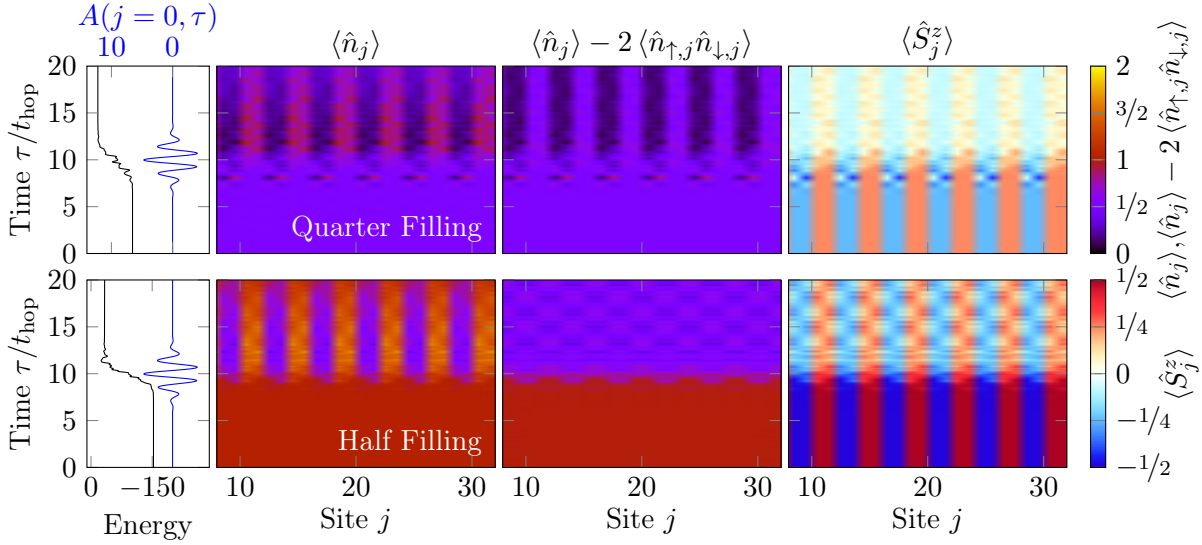 A(j = 0, τ)
10 0
⟨n̂_j⟩
⟨n̂_j⟩ − 2 ⟨n̂_{↑,j} n̂_{↓,j}⟩
⟨Ŝ^z_j⟩
Time τ/t_hop
20
15
10
5
0
Quarter Filling
2
3/2
1
1/2
0
⟨n̂_j⟩, ⟨n̂_j⟩ − 2 ⟨n̂_{↑,j} n̂_{↓,j}⟩
Time τ/t_hop
20
15
10
5
0
Half Filling
1/2
1/4
0
−1/4
−1/2
⟨Ŝ^z_j⟩
0 −150
10 20 30
10 20 30
10 20 30
Energy
Site j
Site j
Site j